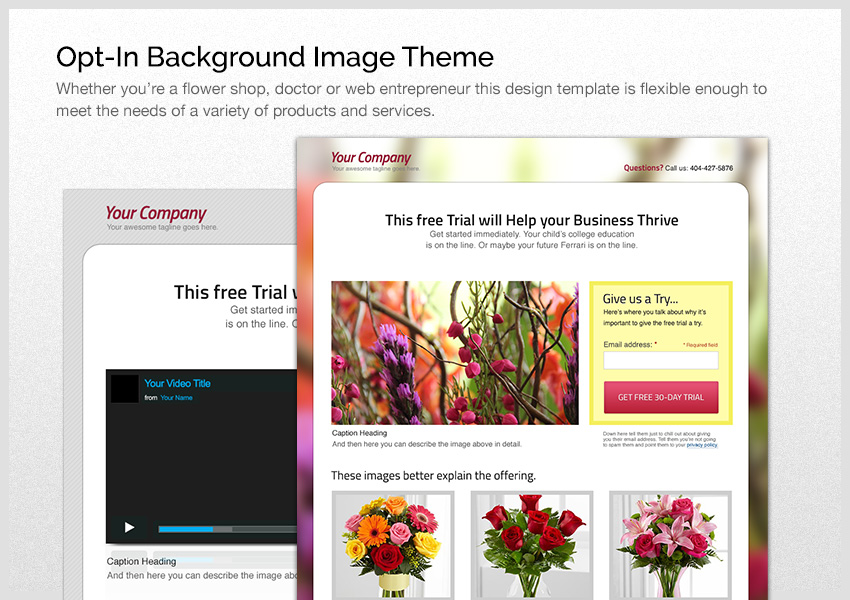 Opt-In Background Image Theme
Whether you're a flower shop, doctor or web entrepreneur this design template is flexible enough to
meet the needs of a variety of products and services.
Your Company
Your awesome tagline goes here.
This free Trial
Get started im
is on the line. O
Your Video Title
from Your Name
Caption Heading
And then here you can describe the image abo
Your Company
Your awesome tagline goes here.
Questions? Call us: 404-427-5876
This free Trial will Help your Business Thrive
Get started immediately. Your child's college education
is on the line. Or maybe your future Ferrari is on the line.
Caption Heading
And then here you can describe the image above in detail.
Give us a Try...
Here's where you talk about why it's
important to give the free trial a try.
Email address: * * Required field
GET FREE 30-DAY TRIAL
Down here tell them just to chill out about giving
you their email address. Tell them you're not going
to spam them and point them to your privacy policy.
These images better explain the offering.